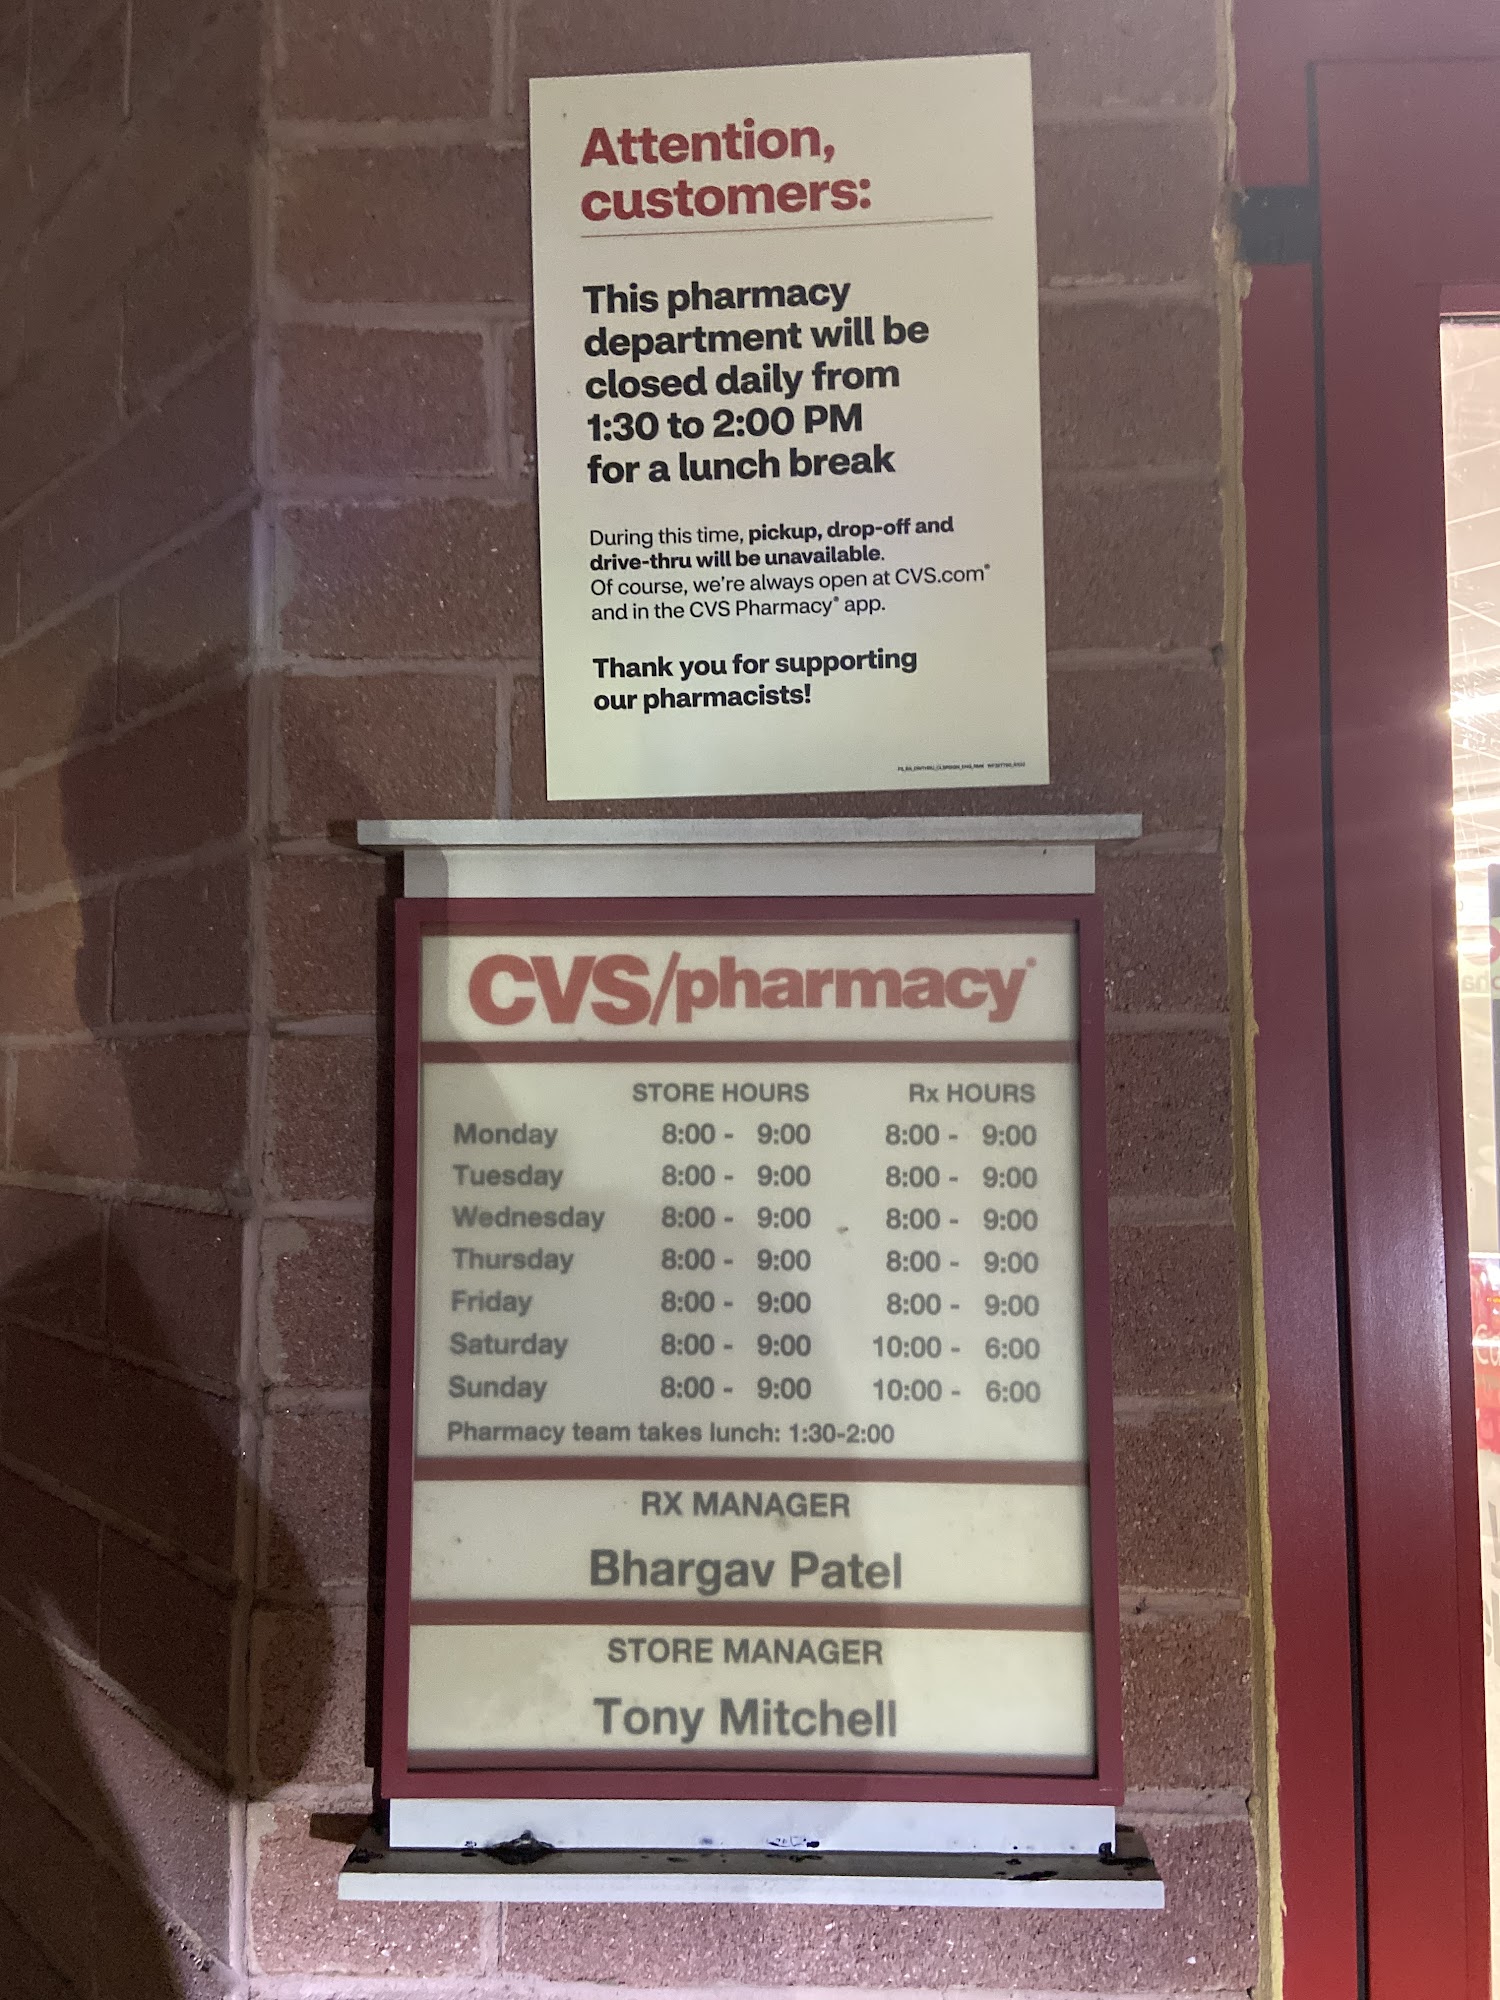 Attention,
customers:
This pharmacy
department will be
closed daily from
1:30 to 2:00 PM
for a lunch break
During this time, pickup, drop-off and
drive-thru will be unavailable.
Of course, we're always open at CVS.com®
and in the CVS Pharmacy® app.
Thank you for supporting
our pharmacists!
CVS/pharmacy®
STORE HOURS Rx HOURS
Monday 8:00 - 9:00 8:00 - 9:00
Tuesday 8:00 - 9:00 8:00 - 9:00
Wednesday 8:00 - 9:00 8:00 - 9:00
Thursday 8:00 - 9:00 8:00 - 9:00
Friday 8:00 - 9:00 8:00 - 9:00
Saturday 8:00 - 9:00 10:00 - 6:00
Sunday 8:00 - 9:00 10:00 - 6:00
Pharmacy team takes lunch: 1:30-2:00
RX MANAGER
Bhargav Patel
STORE MANAGER
Tony Mitchell